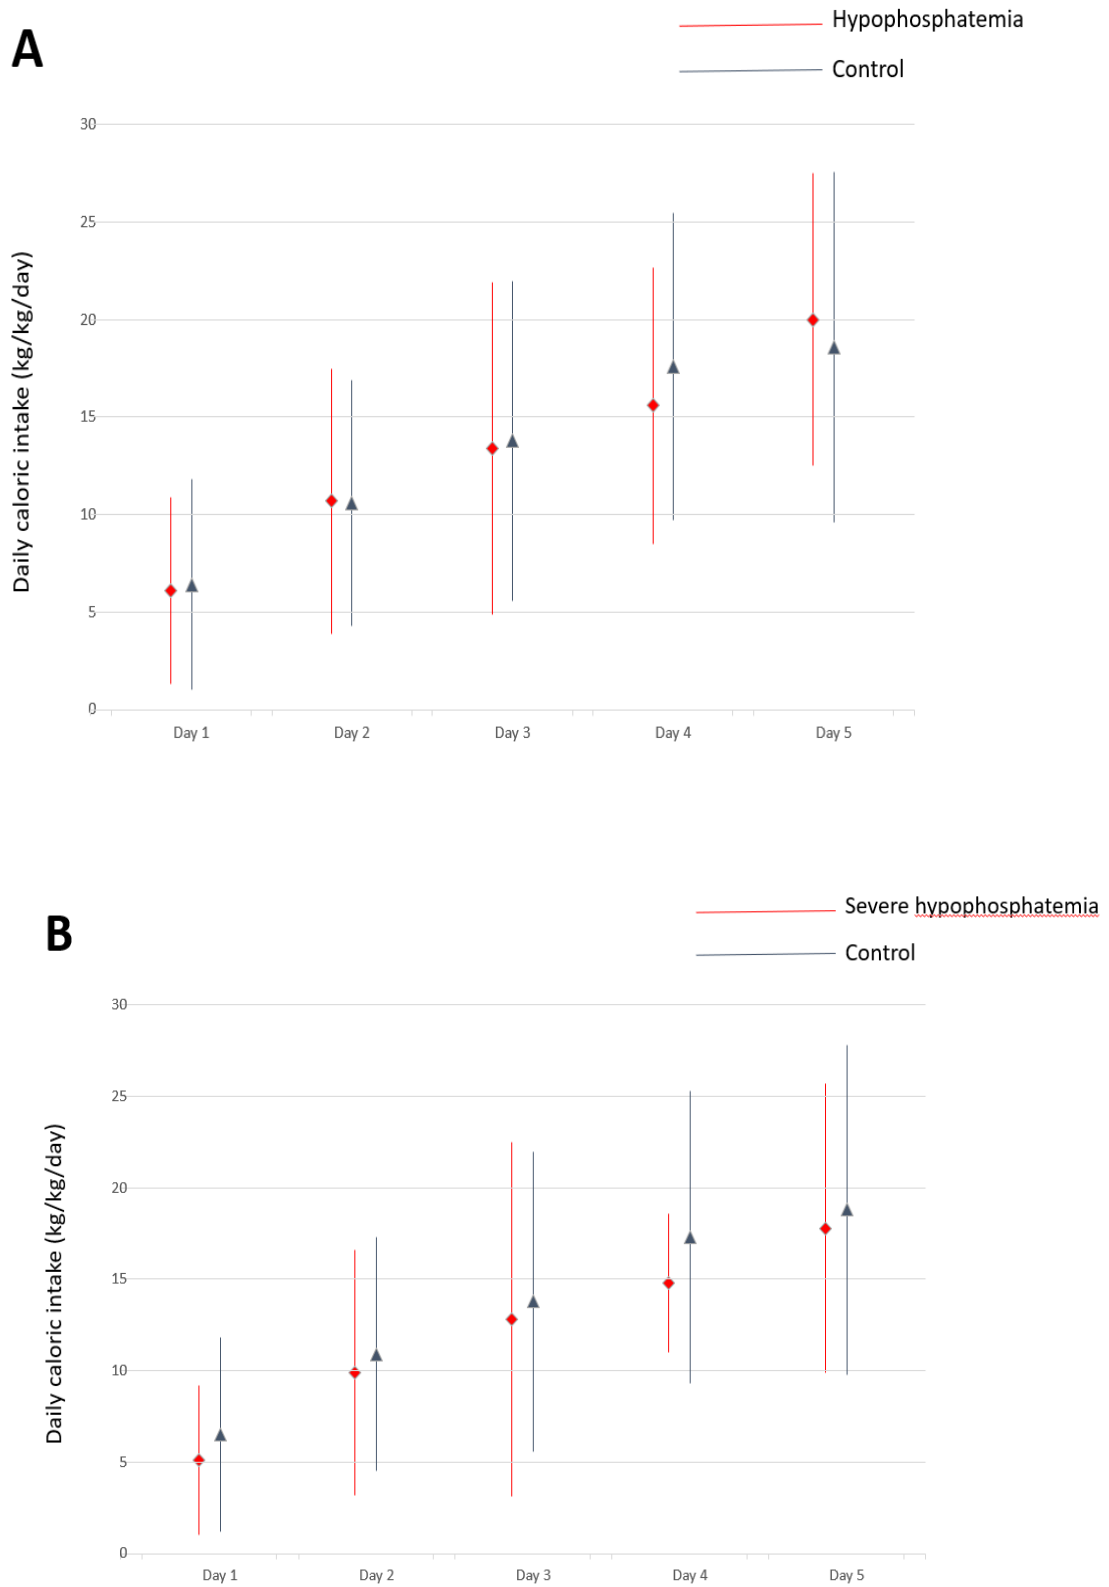 A
Hypophosphatemia
Control
Daily caloric intake (kg/kg/day)
30
25
20
15
10
5
0
Day 1 Day 2 Day 3 Day 4 Day 5
B
Severe hypophosphatemia
Control
Daily caloric intake (kg/kg/day)
30
25
20
15
10
5
0
Day 1 Day 2 Day 3 Day 4 Day 5